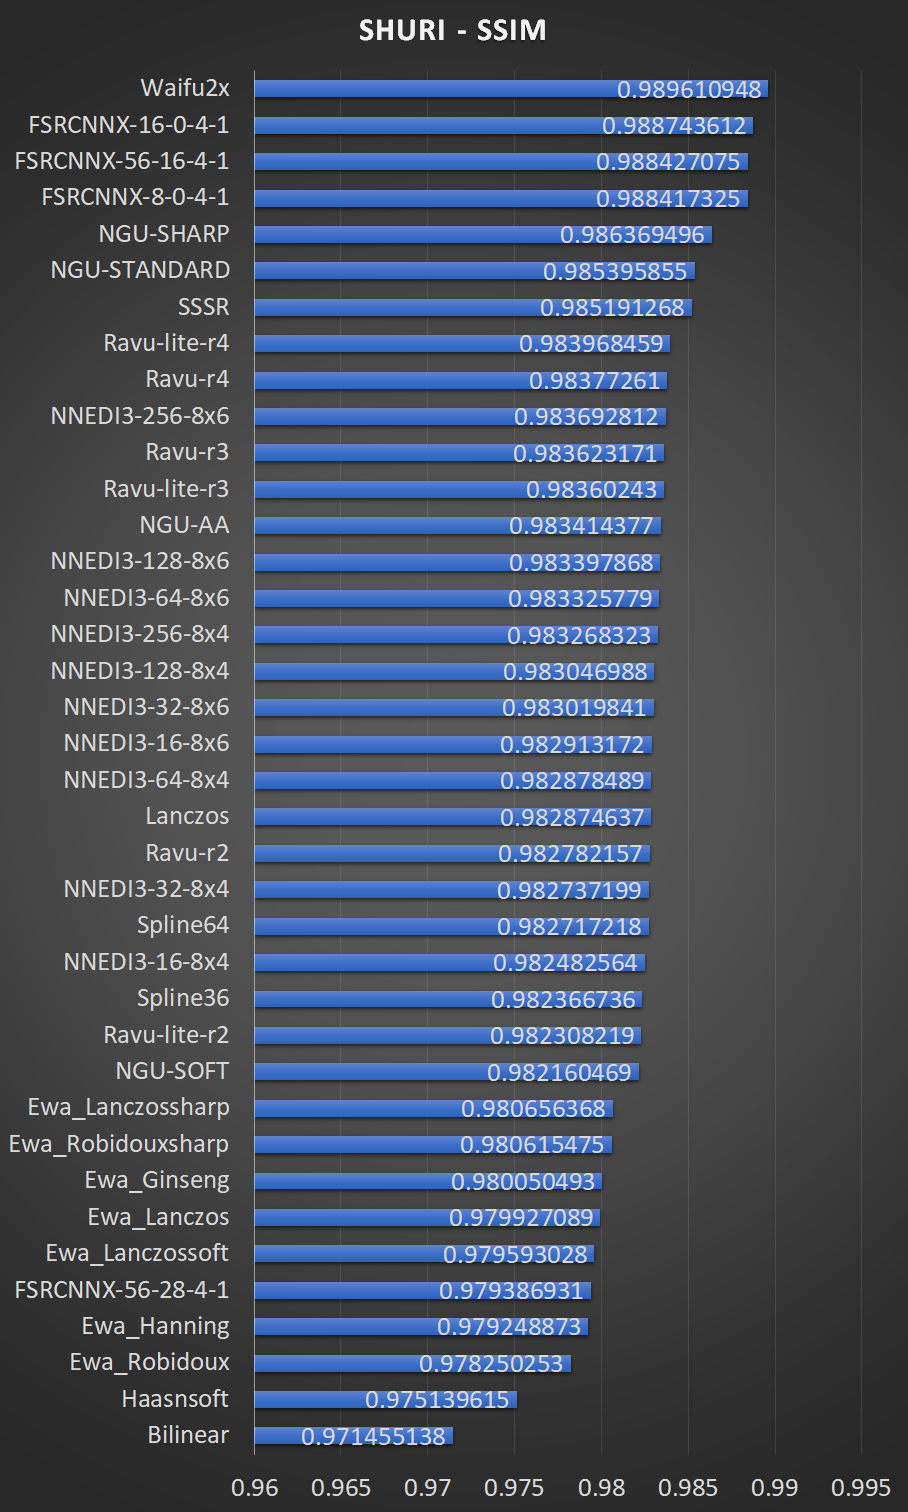 SHURI - SSIM
Waifu2x 0.989610948
FSRCNNX-16-0-4-1 0.988743612
FSRCNNX-56-16-4-1 0.988427075
FSRCNNX-8-0-4-1 0.988417325
NGU-SHARP 0.986369496
NGU-STANDARD 0.985395855
SSSR 0.985191268
Ravu-lite-r4 0.983968459
Ravu-r4 0.98377261
NNEDI3-256-8x6 0.983692812
Ravu-r3 0.983623171
Ravu-lite-r3 0.98360243
NGU-AA 0.983414377
NNEDI3-128-8x6 0.983397868
NNEDI3-64-8x6 0.983325779
NNEDI3-256-8x4 0.983268323
NNEDI3-128-8x4 0.983046988
NNEDI3-32-8x6 0.983019841
NNEDI3-16-8x6 0.982913172
NNEDI3-64-8x4 0.982878489
Lanczos 0.982874637
Ravu-r2 0.982782157
NNEDI3-32-8x4 0.982737199
Spline64 0.982717218
NNEDI3-16-8x4 0.982482564
Spline36 0.982366736
Ravu-lite-r2 0.982308219
NGU-SOFT 0.982160469
Ewa_Lanczossharp 0.980656368
Ewa_Robidouxsharp 0.980615475
Ewa_Ginseng 0.980050493
Ewa_Lanczos 0.979927089
Ewa_Lanczossoft 0.979593028
FSRCNNX-56-28-4-1 0.979386931
Ewa_Hanning 0.979248873
Ewa_Robidoux 0.978250253
Haasnsoft 0.975139615
Bilinear 0.971455138
0.96 0.965 0.97 0.975 0.98 0.985 0.99 0.995